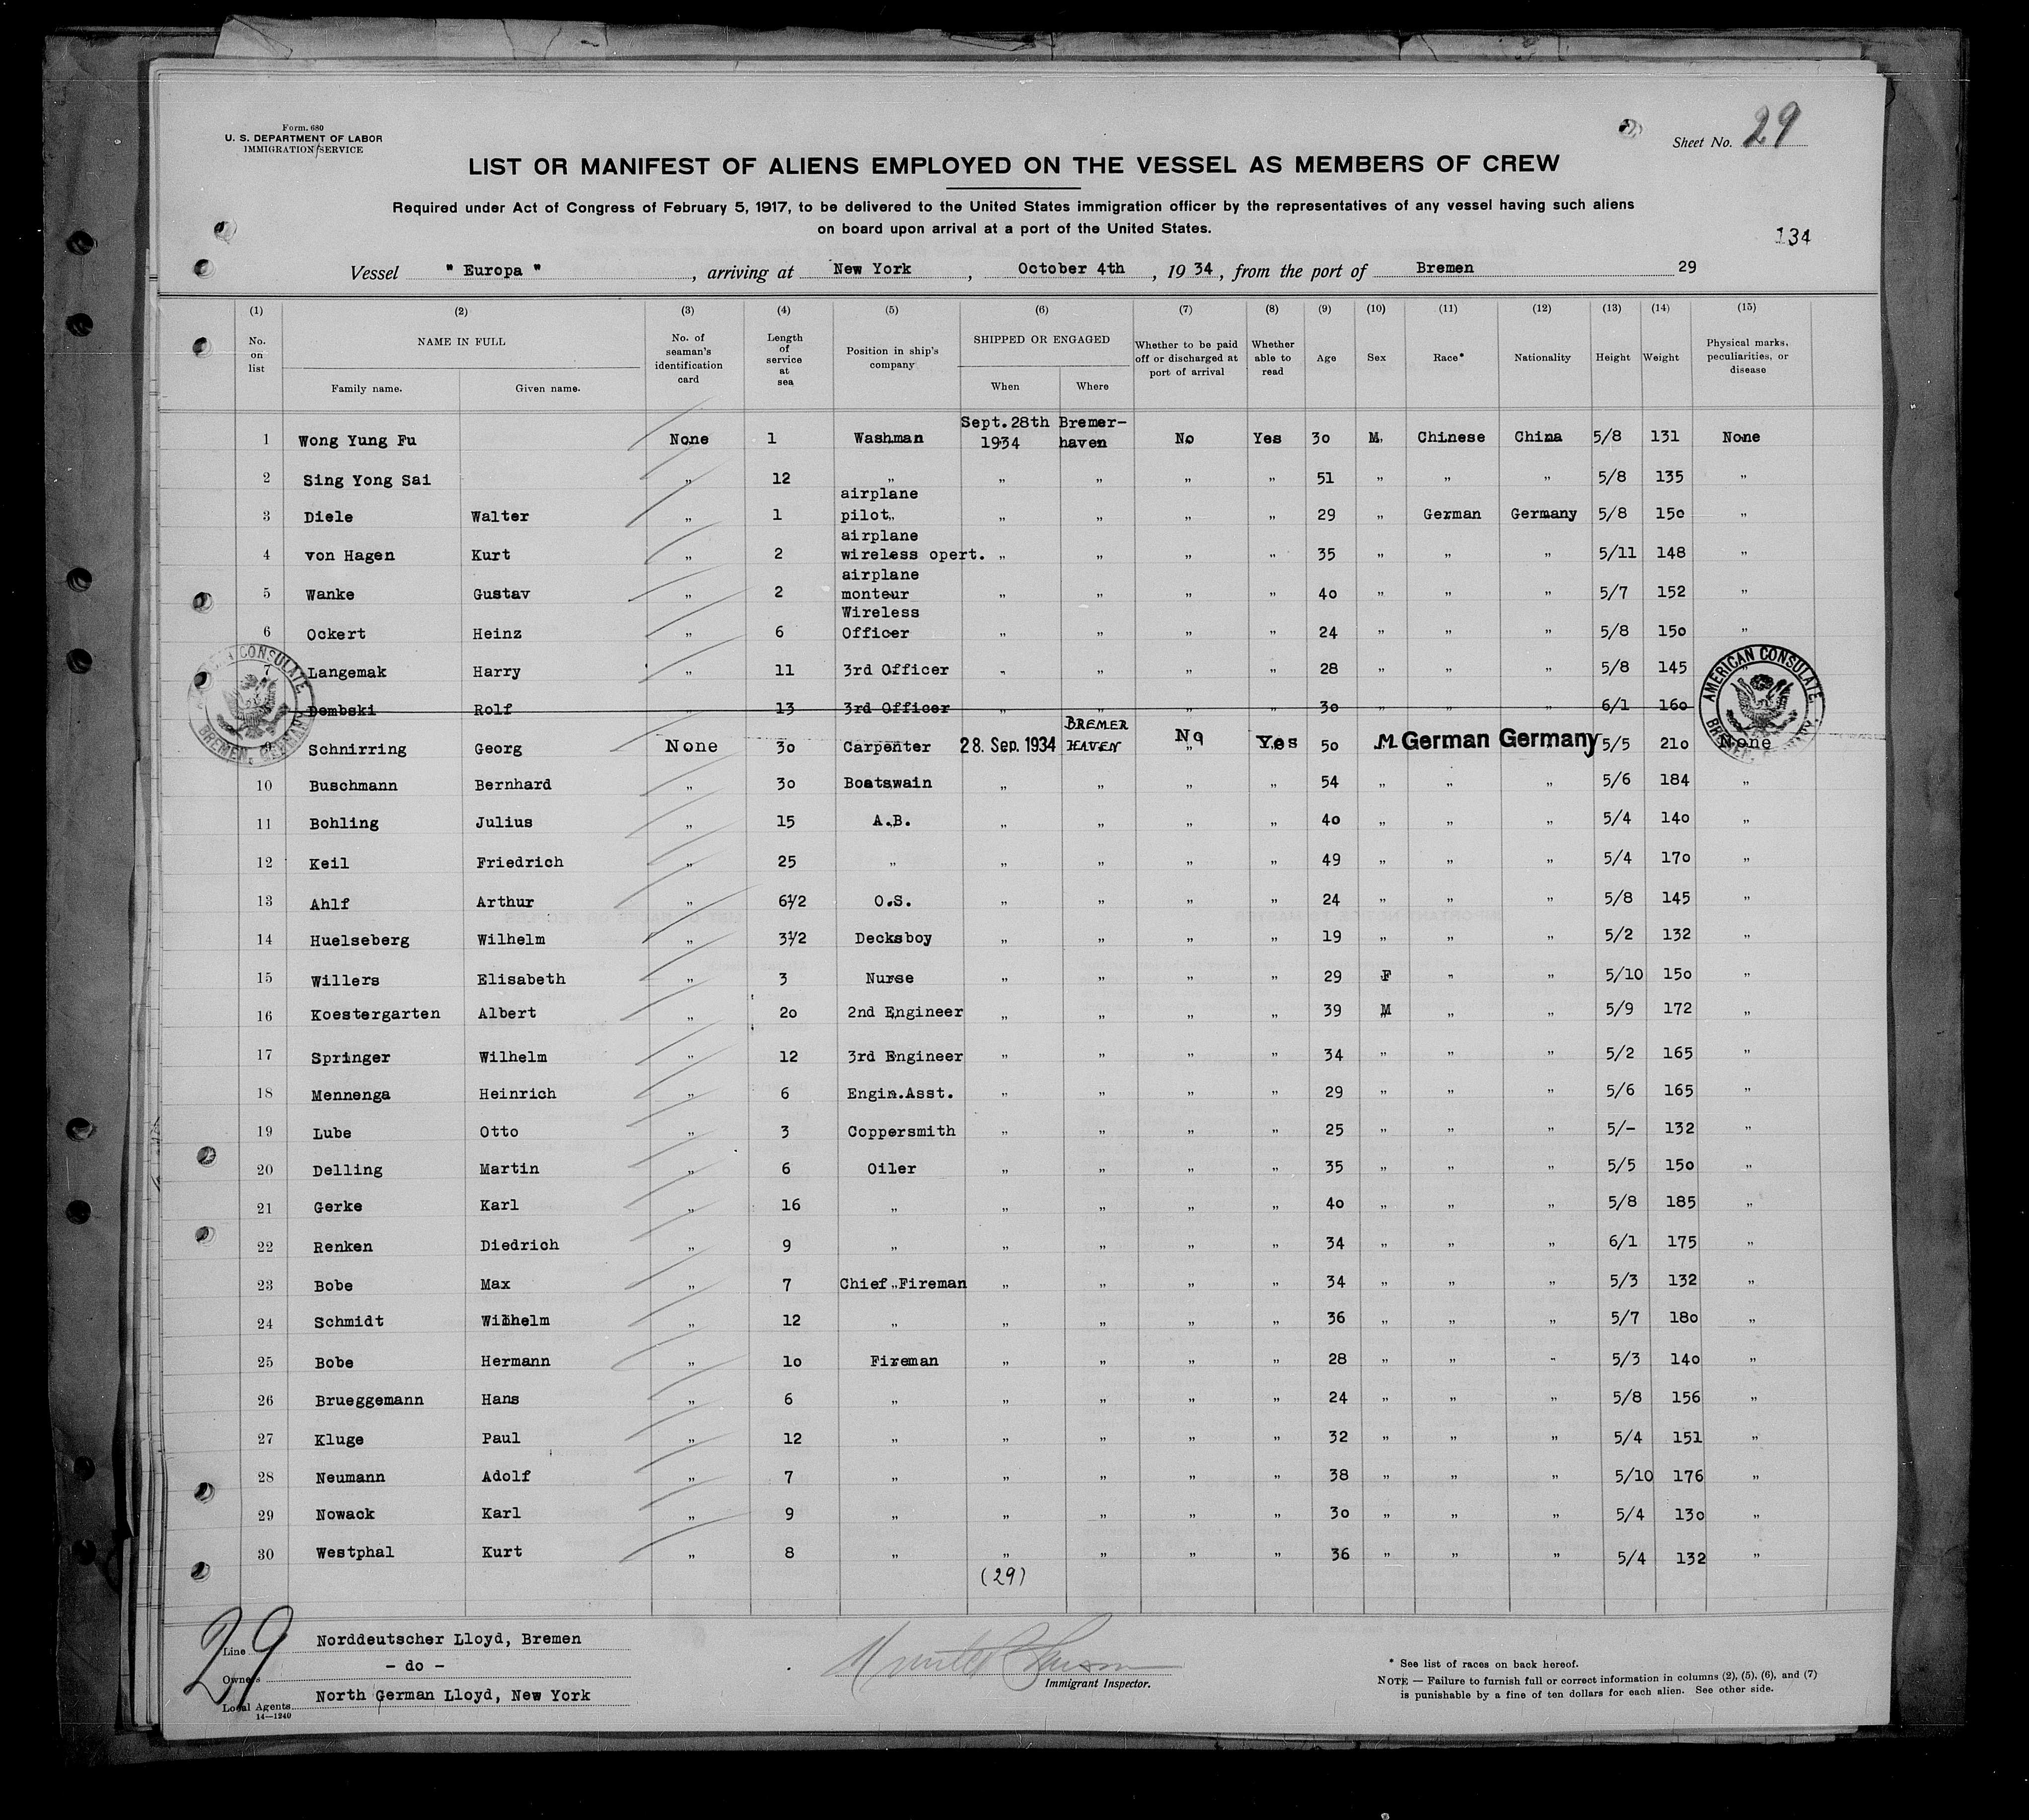 Form. 680
U. S. DEPARTMENT OF LABOR
IMMIGRATION SERVICE
Sheet No. 29
LIST OR MANIFEST OF ALIENS EMPLOYED ON THE VESSEL AS MEMBERS OF CREW
Required under Act of Congress of February 5, 1917, to be delivered to the United States immigration officer by the representatives of any vessel having such aliens
on board upon arrival at a port of the United States.
134
Vessel " Europa " , arriving at New York , October 4th , 19 34 , from the port of Bremen 29
(1) (2) (3) (4) (5) (6) (7) (8) (9) (10) (11) (12) (13) (14) (15)
No. on list NAME IN FULL Family name. Given name. No. of seaman's identification card Length of service at sea Position in ship's company SHIPPED OR ENGAGED When Where Whether to be paid off or discharged at port of arrival Whether able to read Age Sex Race* Nationality Height Weight Physical marks, peculiarities, or disease
1 Wong Yung Fu None 1 Washman Sept. 28th 1934 Bremer-haven No Yes 30 M. Chinese China 5/8 131 None
2 Sing Yong Sai " 12 " " " " " 51 " " " 5/8 135 "
3 Diele Walter " 1 airplane pilot " " " " 29 " German Germany 5/8 150 "
4 von Hagen Kurt " 2 airplane wireless opert. " " " " 35 " " " 5/11 148 "
5 Wanke Gustav " 2 airplane monteur " " " " 40 " " " 5/7 152 "
6 Ockert Heinz " 6 Wireless Officer " " " " 24 " " " 5/8 150 "
7 Langemak Harry " 11 3rd Officer " " " " 28 " " " 5/8 145 "
Dembski Rolf " 13 3rd Officer " " " " 30 " " " 6/1 160
Schnirring Georg None 30 Carpenter 28. Sep. 1934 BREMER HAVEN No Yes 50 M German Germany 5/5 210 None
10 Buschmann Bernhard " 30 Boatswain " " " " 54 " " " 5/6 184 "
11 Bohling Julius " 15 A.B. " " " " 40 " " " 5/4 140 "
12 Keil Friedrich " 25 " " " " " 49 " " " 5/4 170 "
13 Ahlf Arthur " 6½ O.S. " " " " 24 " " " 5/8 145 "
14 Huelseberg Wilhelm " 3½ Decksboy " " " " 19 " " " 5/2 132 "
15 Willers Elisabeth " 3 Nurse " " " " 29 F " " 5/10 150 "
16 Koestergarten Albert " 20 2nd Engineer " " " " 39 M " " 5/9 172 "
17 Springer Wilhelm " 12 3rd Engineer " " " " 34 " " " 5/2 165 "
18 Mennenga Heinrich " 6 Engin.Asst. " " " " 29 " " " 5/6 165 "
19 Lube Otto " 3 Coppersmith " " " " 25 " " " 5/- 132 "
20 Delling Martin " 6 Oiler " " " " 35 " " " 5/5 150 "
21 Gerke Karl " 16 " " " " " 40 " " " 5/8 185 "
22 Renken Diedrich " 9 " " " " " 34 " " " 6/1 175 "
23 Bobe Max " 7 Chief Fireman " " " " 34 " " " 5/3 132 "
24 Schmidt Wilhelm " 12 " " " " " 36 " " " 5/7 180 "
25 Bobe Hermann " 10 Fireman " " " " 28 " " " 5/3 140 "
26 Brueggemann Hans " 6 " " " " " 24 " " " 5/8 156 "
27 Kluge Paul " 12 " " " " " 32 " " " 5/4 151 "
28 Neumann Adolf " 7 " " " " " 38 " " " 5/10 176 "
29 Nowack Karl " 9 " " " " " 30 " " " 5/4 130 "
30 Westphal Kurt " 8 " " " " " 36 " " " 5/4 132 "
(29)
AMERICAN CONSULATE BREMEN, GERMANY
AMERICAN CONSULATE BREMEN
29
Line Norddeutscher Lloyd, Bremen
Owners - do -
Local Agents North German Lloyd, New York
14—1240
Immigrant Inspector.
* See list of races on back hereof.
NOTE — Failure to furnish full or correct information in columns (2), (5), (6), and (7)
is punishable by a fine of ten dollars for each alien. See other side.